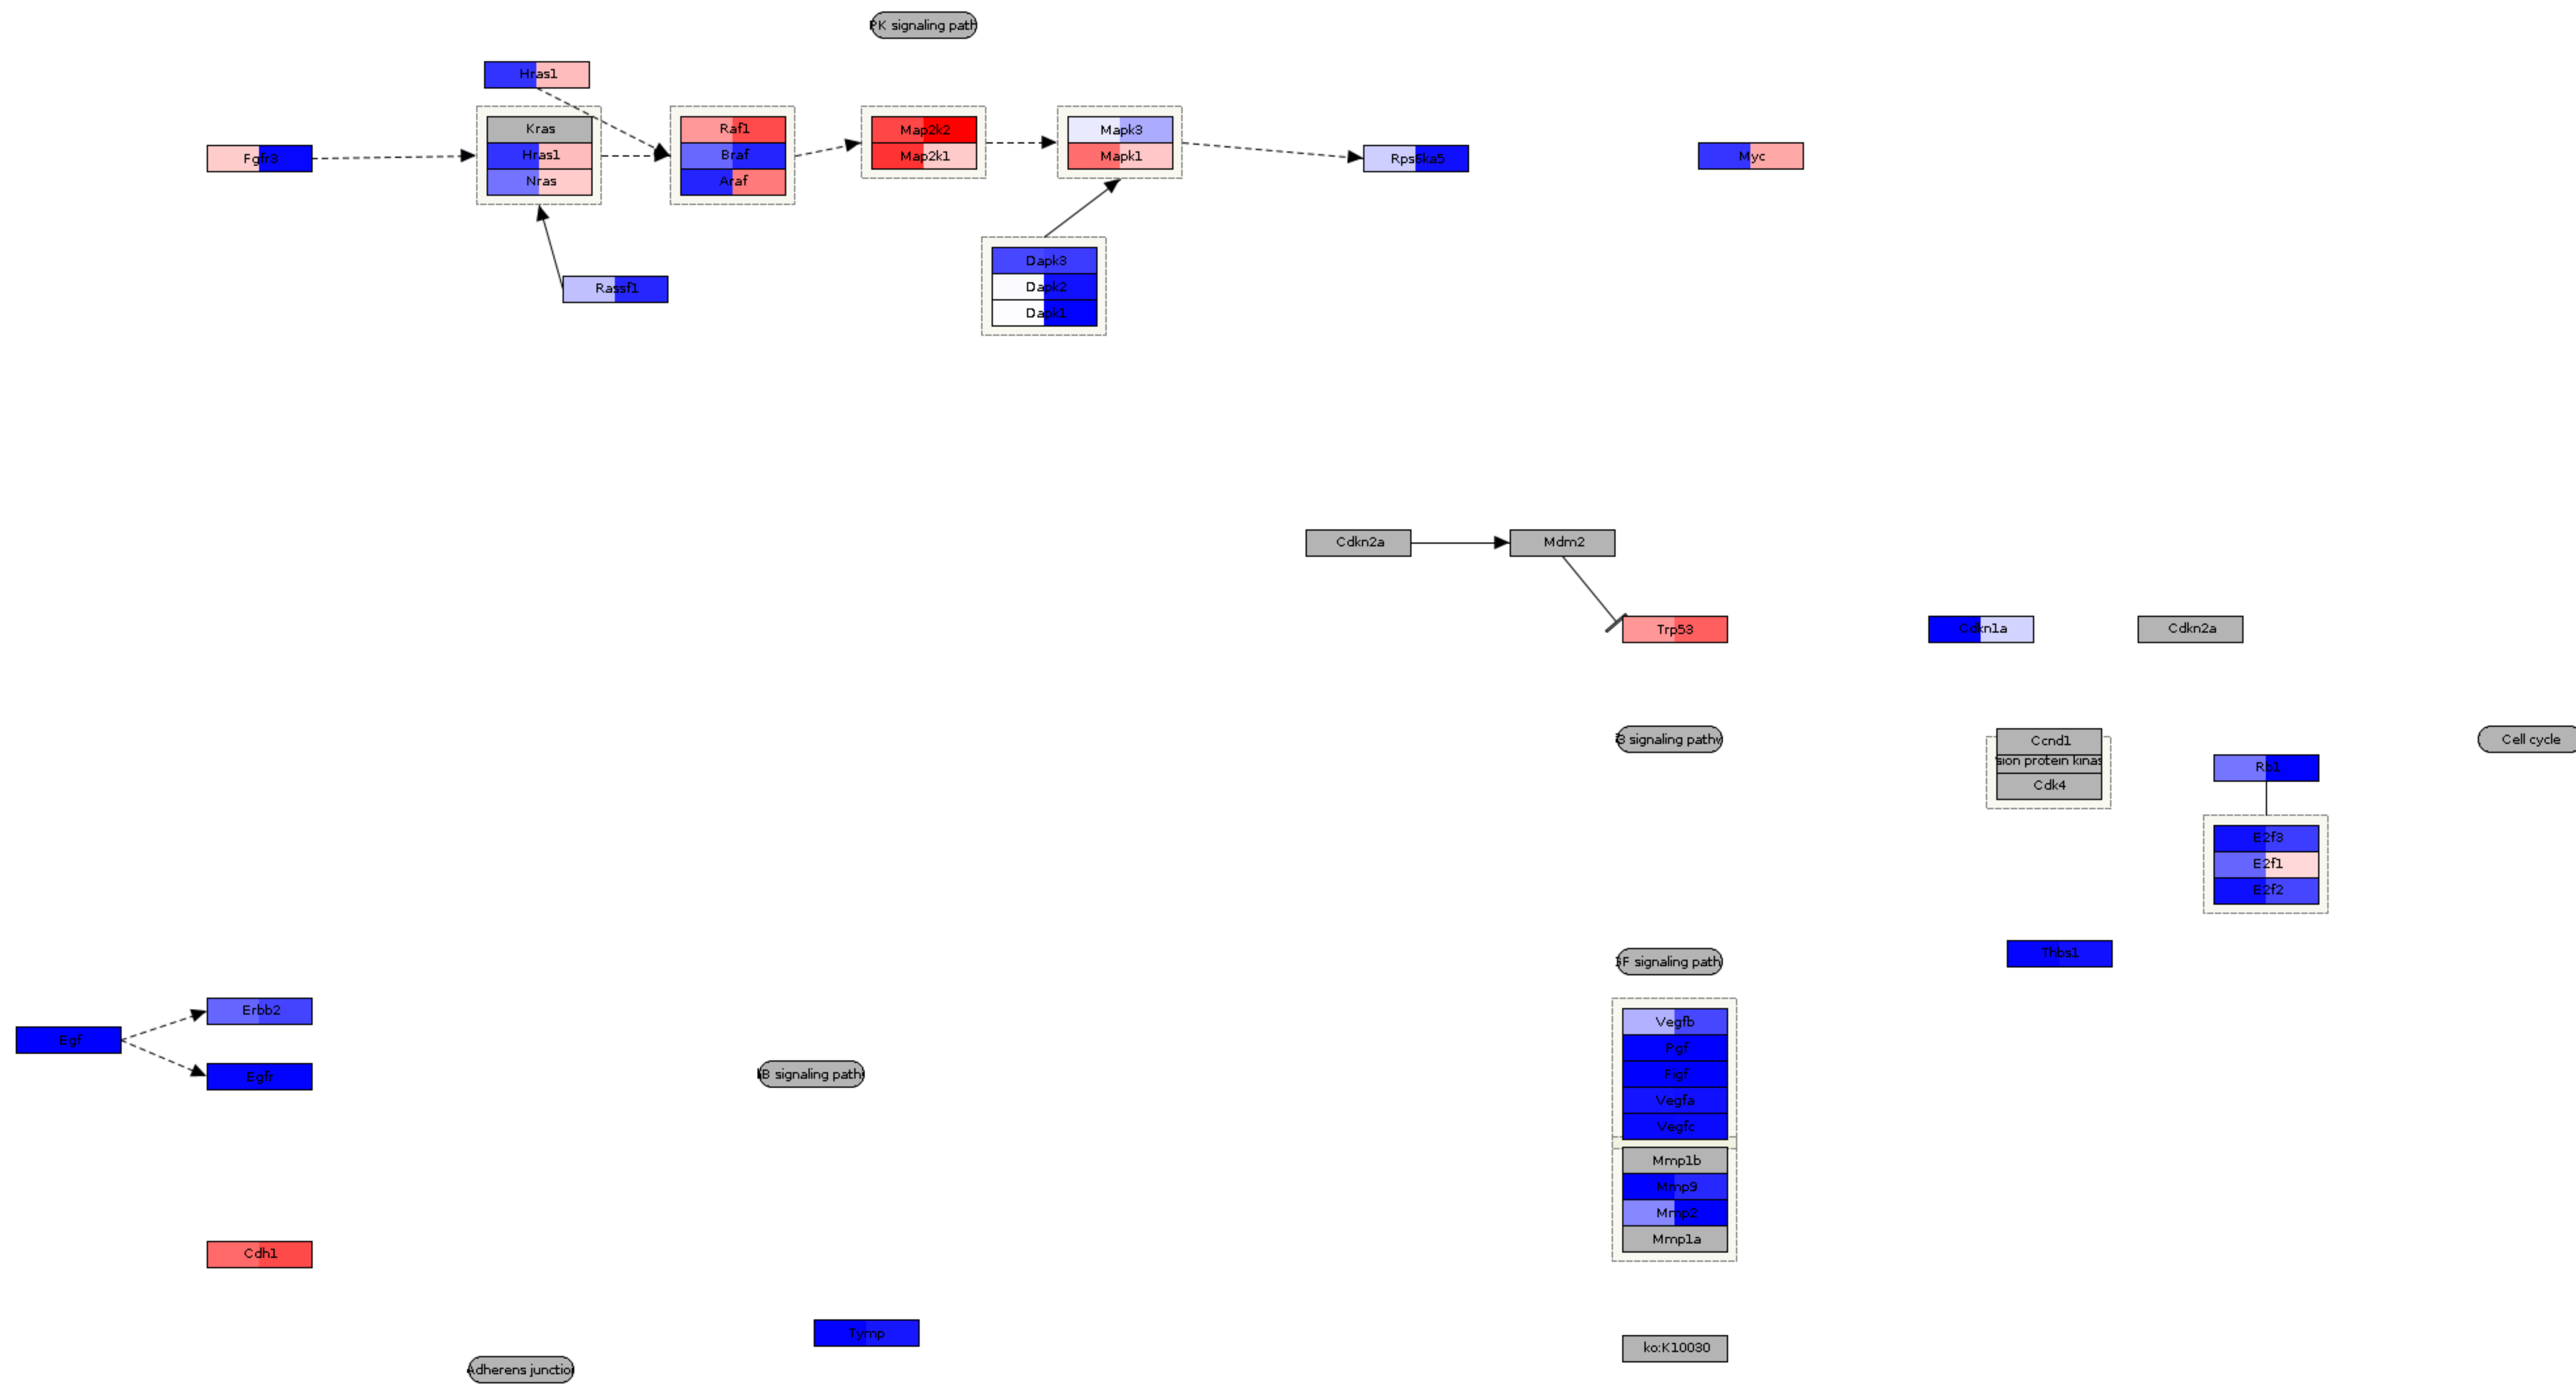 PK signaling path
Hras1
Kras
Hras1
Nras
Raf1
Braf
Araf
Map2k2
Map2k1
Mapk3
Mapk1
Fgfr3
Rps6ka5
Myc
Rassf1
Dapk3
Dapk2
Dapk1
Cdkn2a
Mdm2
Trp53
Cdkn1a
Cdkn2a
3 signaling pathw
Ccnd1
sion protein kinas
Cdk4
Rb1
Cell cycle
E2f3
E2f1
E2f2
Thbs1
GF signaling path
Erbb2
Egf
Egfr
bB signaling path
Vegfb
Pgf
Figf
Vegfa
Vegfc
Mmp1b
Mmp9
Mmp2
Mmp1a
Cdh1
Tymp
ko:K10030
Adherens junctio